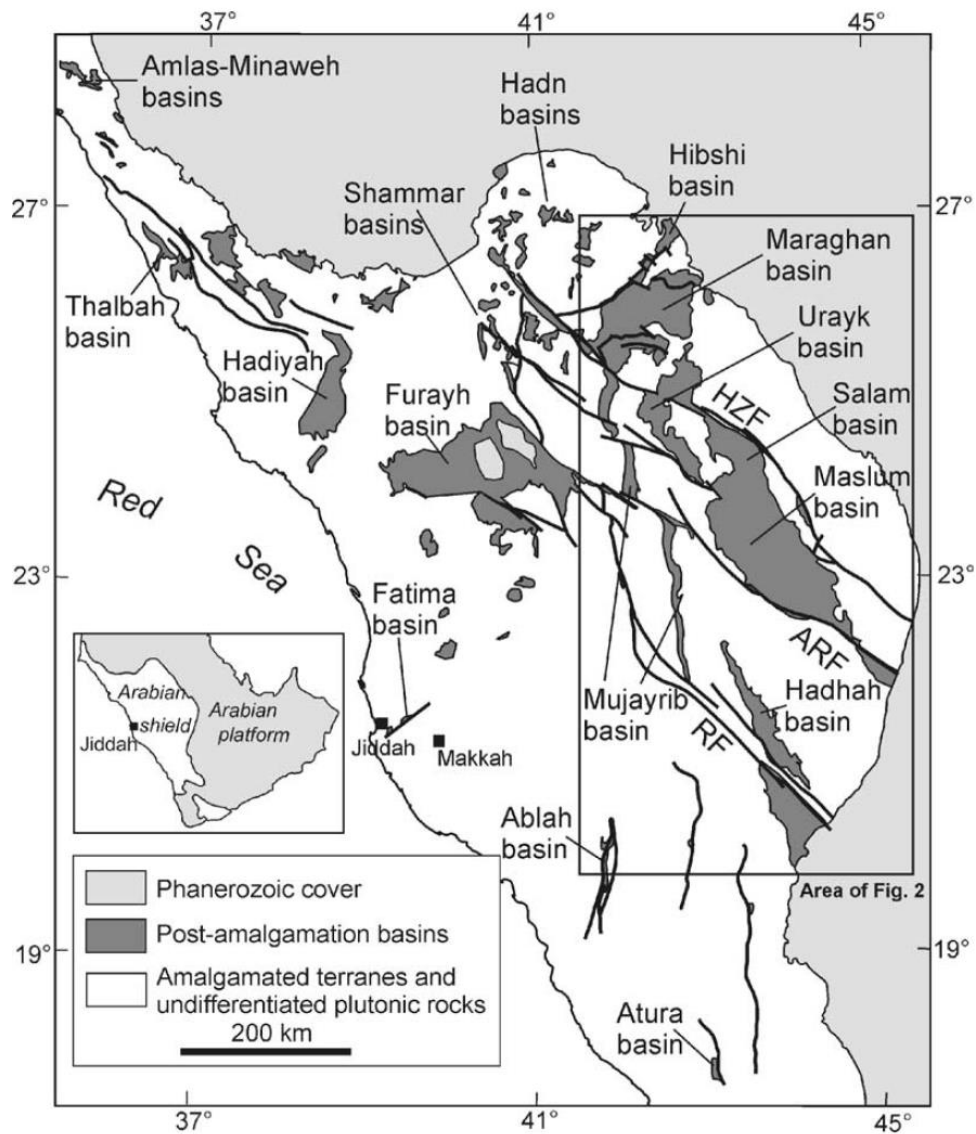 37°
41°
45°
Amlas-Minaweh
basins
Hadn
basins
Hibshi
basin
27°
27°
Shammar
basins
Maraghan
basin
Thalbah
basin
Urayk
basin
Hadiyah
basin
HZF
Salam
basin
Furayh
basin
Maslum
basin
Red
Sea
23°
23°
Fatima
basin
ARF
Mujayrib
basin
Hadhah
basin
RF
Arabian
shield
Arabian
platform
Jiddah
Jiddah
Makkah
Ablah
basin
Area of Fig. 2
Phanerozoic cover
Post-amalgamation basins
Amalgamated terranes and
undifferentiated plutonic rocks
200 km
19°
19°
Atura
basin
37°
41°
45°